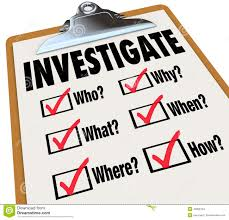 INVESTIGATE
Who? Why?
What? When?
Where? How?